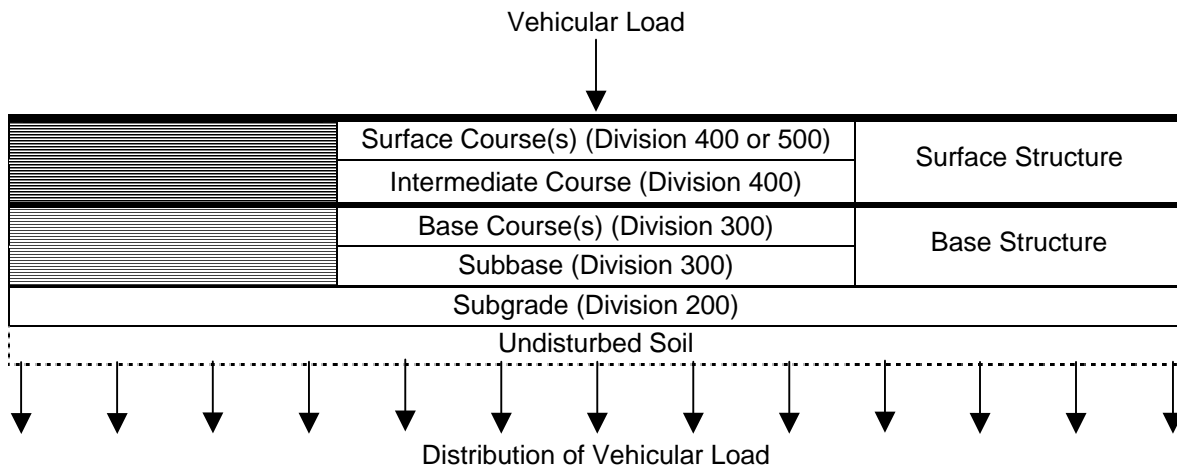 Vehicular Load
Surface Course(s) (Division 400 or 500)
Intermediate Course (Division 400)
Surface Structure
Base Course(s) (Division 300)
Subbase (Division 300)
Base Structure
Subgrade (Division 200)
Undisturbed Soil
Distribution of Vehicular Load